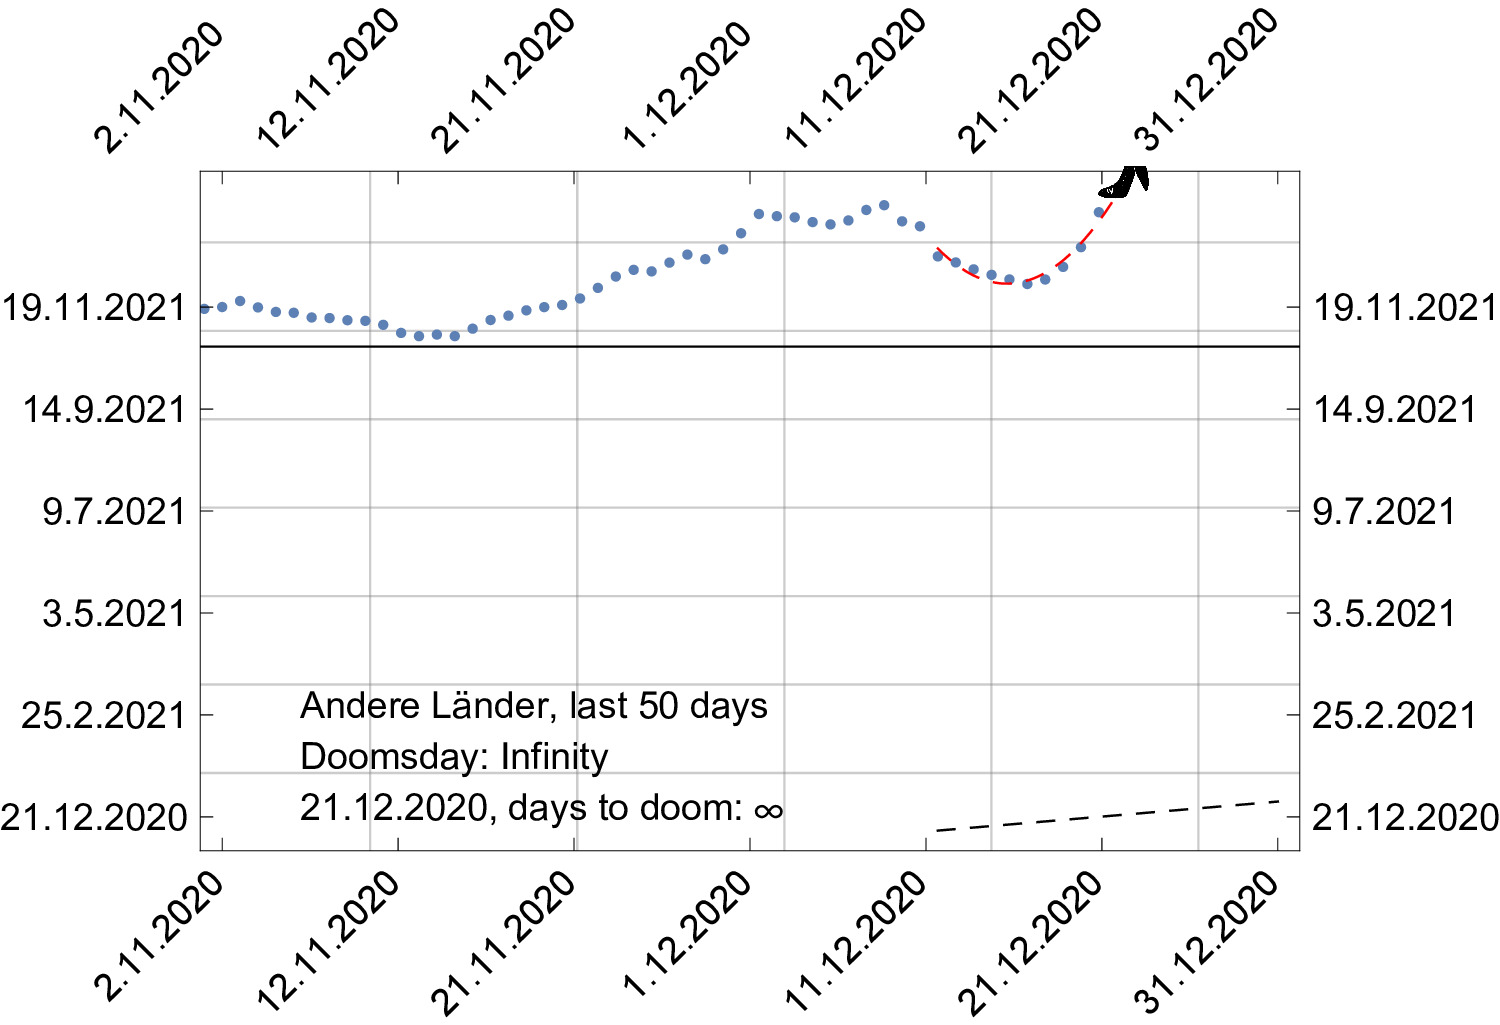 2.11.2020 12.11.2020 21.11.2020 1.12.2020 11.12.2020 21.12.2020 31.12.2020
19.11.2021 19.11.2021
14.9.2021 14.9.2021
9.7.2021 9.7.2021
3.5.2021 3.5.2021
Andere Länder, last 50 days
25.2.2021 25.2.2021
Doomsday: Infinity
21.12.2020, days to doom: ∞
21.12.2020 21.12.2020
2.11.2020 12.11.2020 21.11.2020 1.12.2020 11.12.2020 21.12.2020 31.12.2020